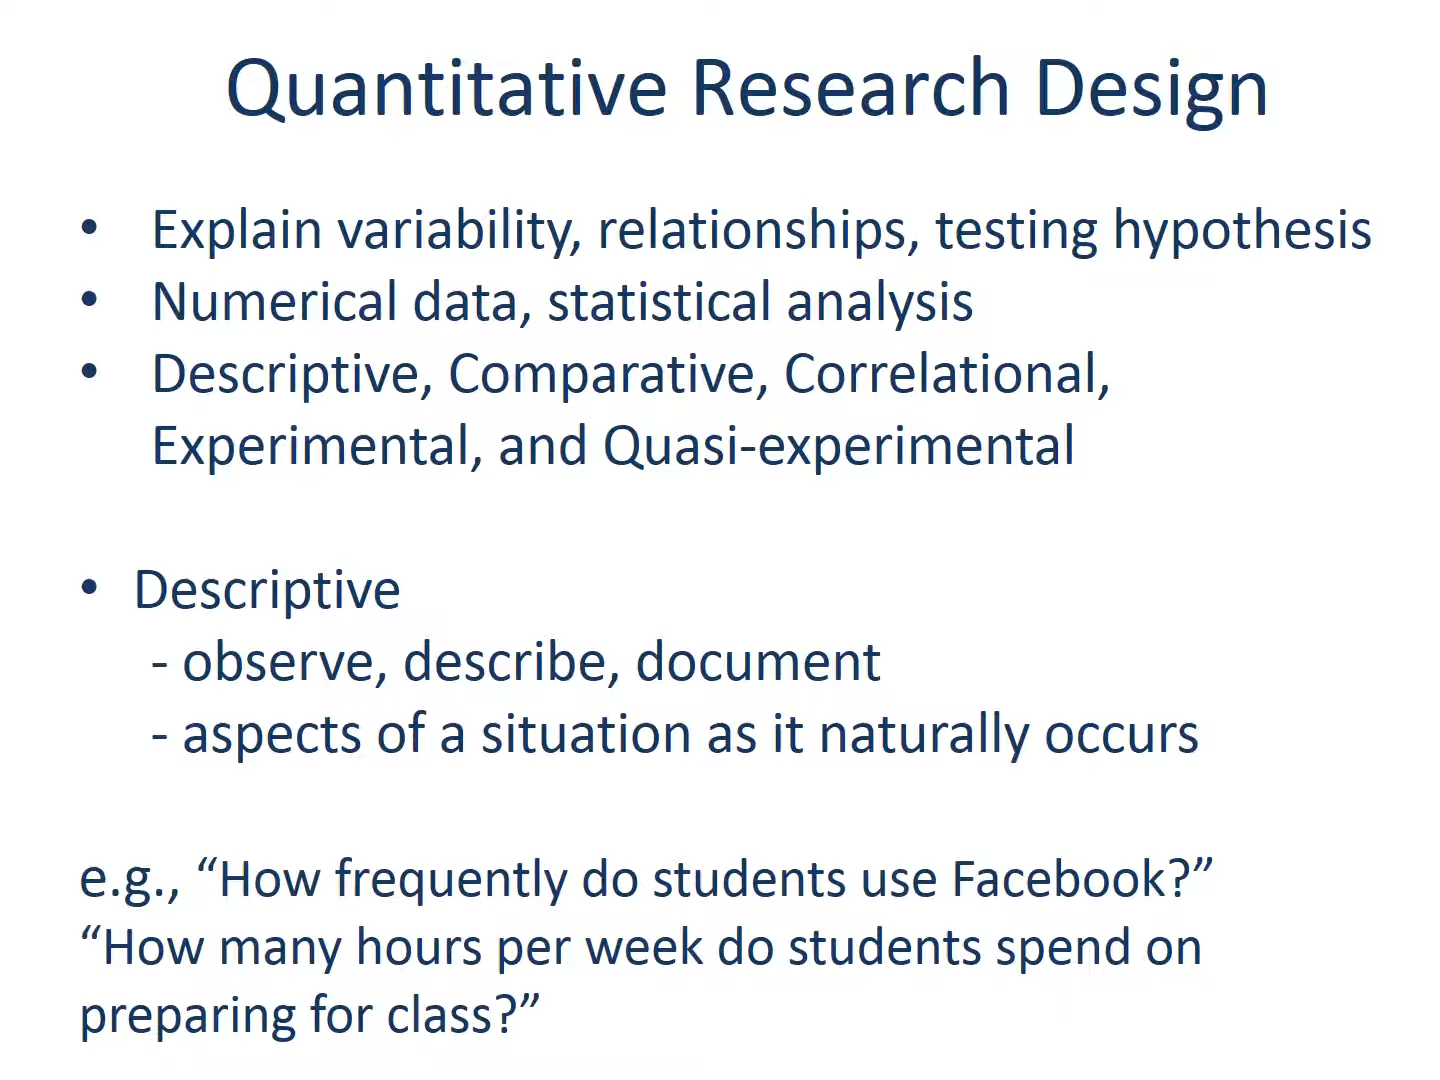 Quantitative Research Design
• Explain variability, relationships, testing hypothesis
• Numerical data, statistical analysis
• Descriptive, Comparative, Correlational,
Experimental, and Quasi-experimental
• Descriptive
- observe, describe, document
- aspects of a situation as it naturally occurs
e.g., “How frequently do students use Facebook?”
“How many hours per week do students spend on
preparing for class?”